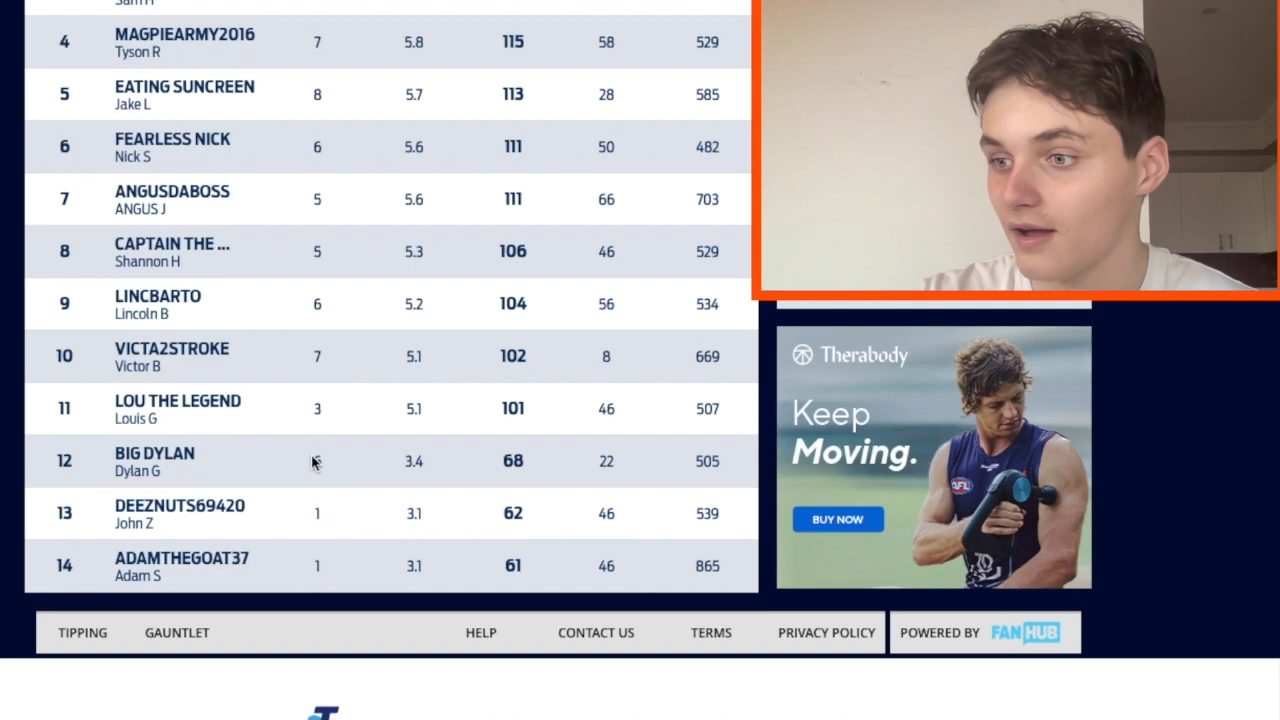 4 MAGPIEARMY2016 7 5.8 115 58 529
Tyson R
5 EATING SUNCREEN 8 5.7 113 28 585
Jake L
6 FEARLESS NICK 6 5.6 111 50 482
Nick S
7 ANGUSDABOSS 5 5.6 111 66 703
ANGUS J
8 CAPTAIN THE ... 5 5.3 106 46 529
Shannon H
9 LINCBARTO 6 5.2 104 56 534
Lincoln B
10 VICTA2STROKE 7 5.1 102 8 669
Victor B
11 LOU THE LEGEND 3 5.1 101 46 507
Louis G
12 BIG DYLAN 3.4 68 22 505
Dylan G
13 DEEZNUTS69420 1 3.1 62 46 539
John Z
14 ADAMTHEGOAT37 1 3.1 61 46 865
Adam S
Therabody
Keep
Moving.
BUY NOW
AFL
TIPPING GAUNTLET HELP CONTACT US TERMS PRIVACY POLICY POWERED BY FANHUB